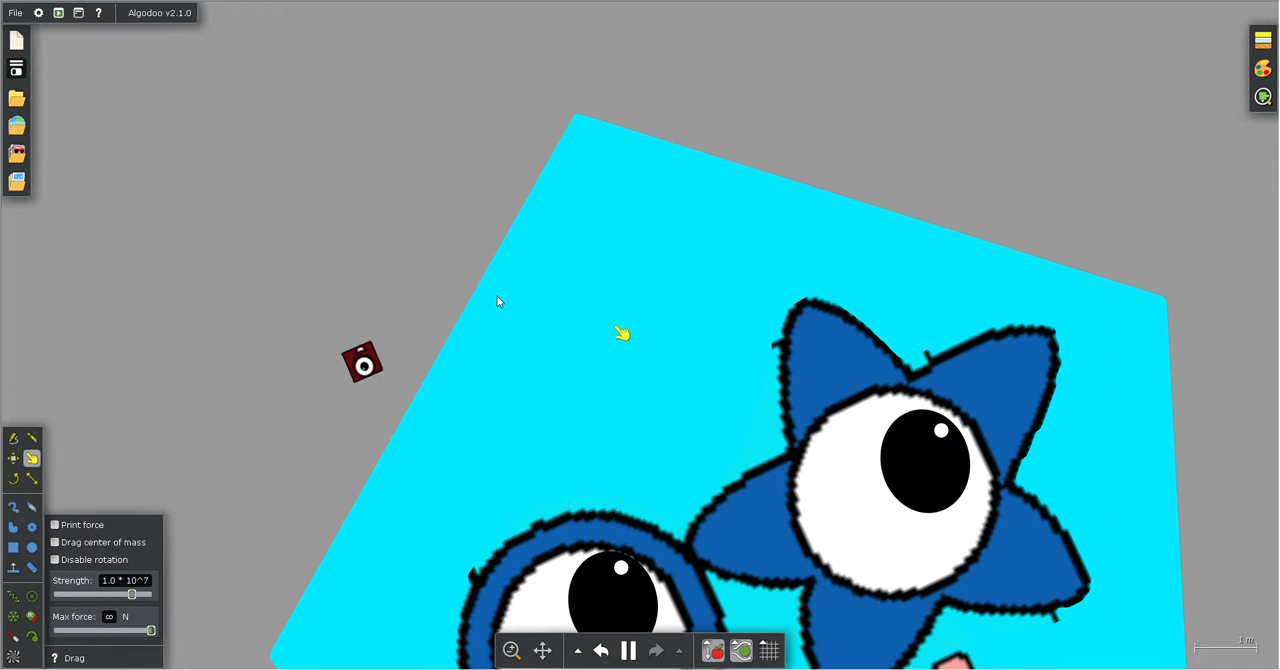 File ? Algodoo v2.1.0
Print force
Drag center of mass
Disable rotation
Strength: 1.0 * 10^7
Max force: ∞ N
? Drag
1 m